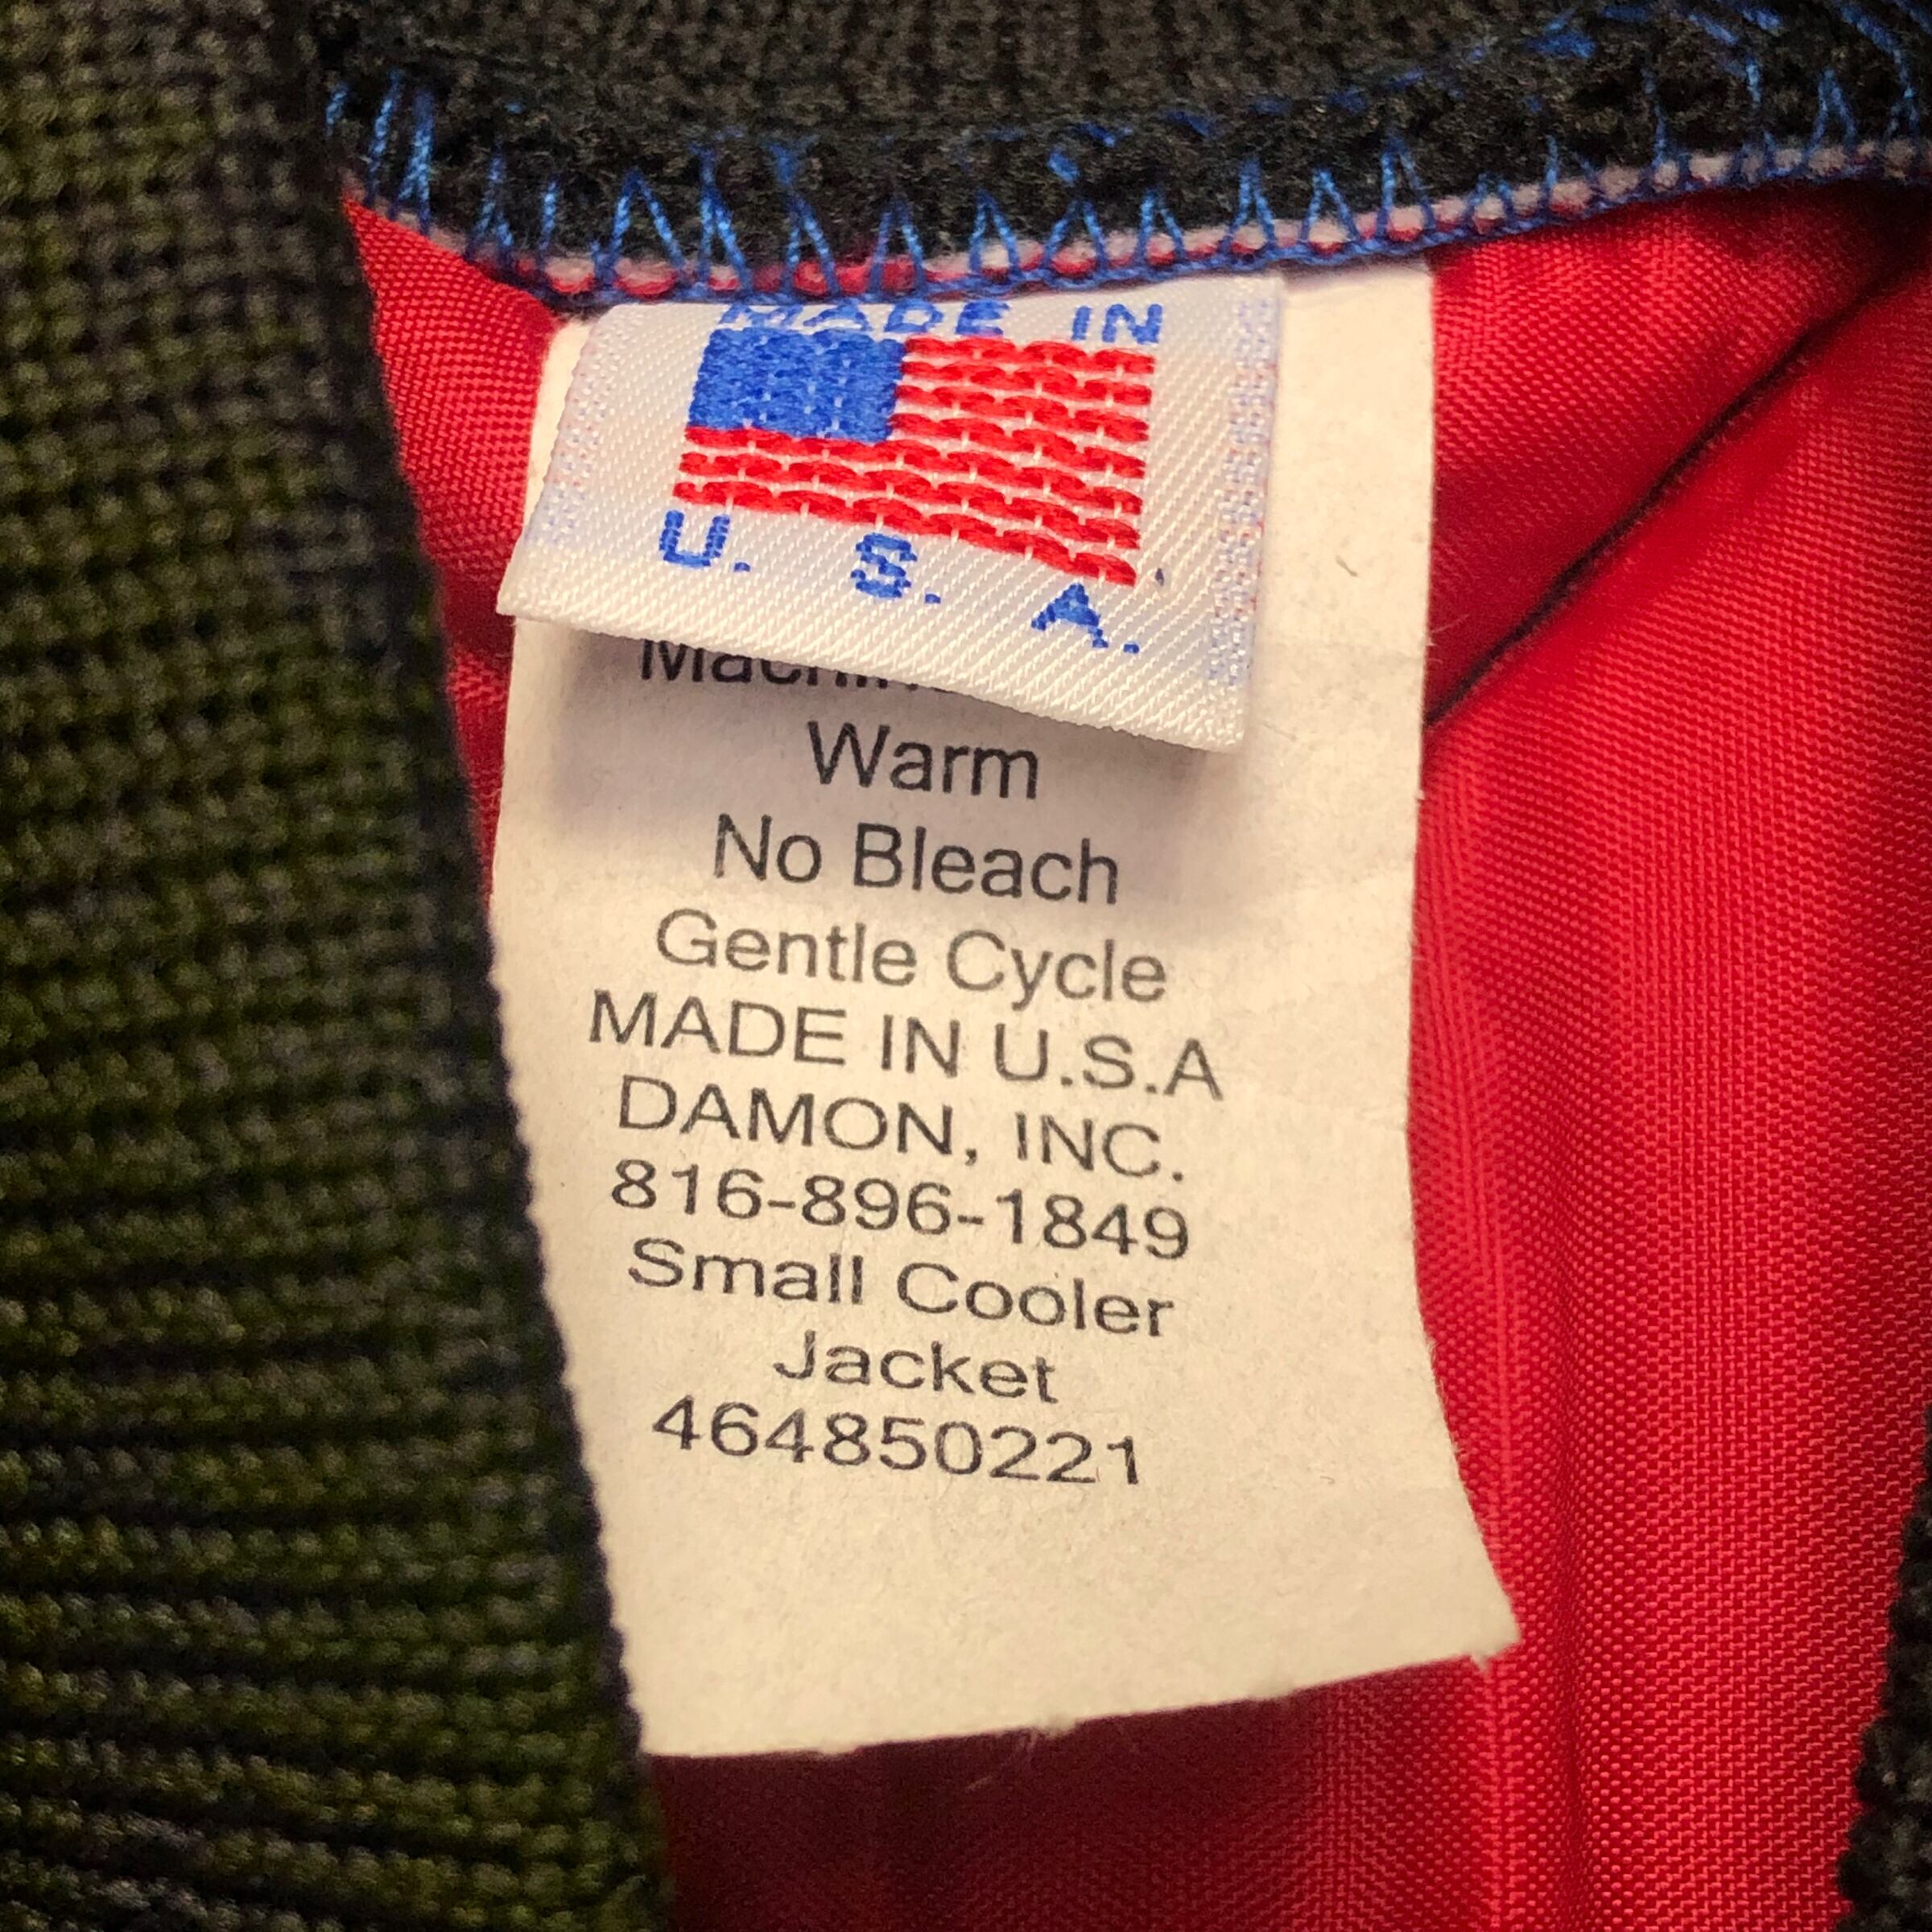 MADE IN
U. S. A.
Warm
No Bleach
Gentle Cycle
MADE IN U.S.A
DAMON, INC.
816-896-1849
Small Cooler
Jacket
464850221